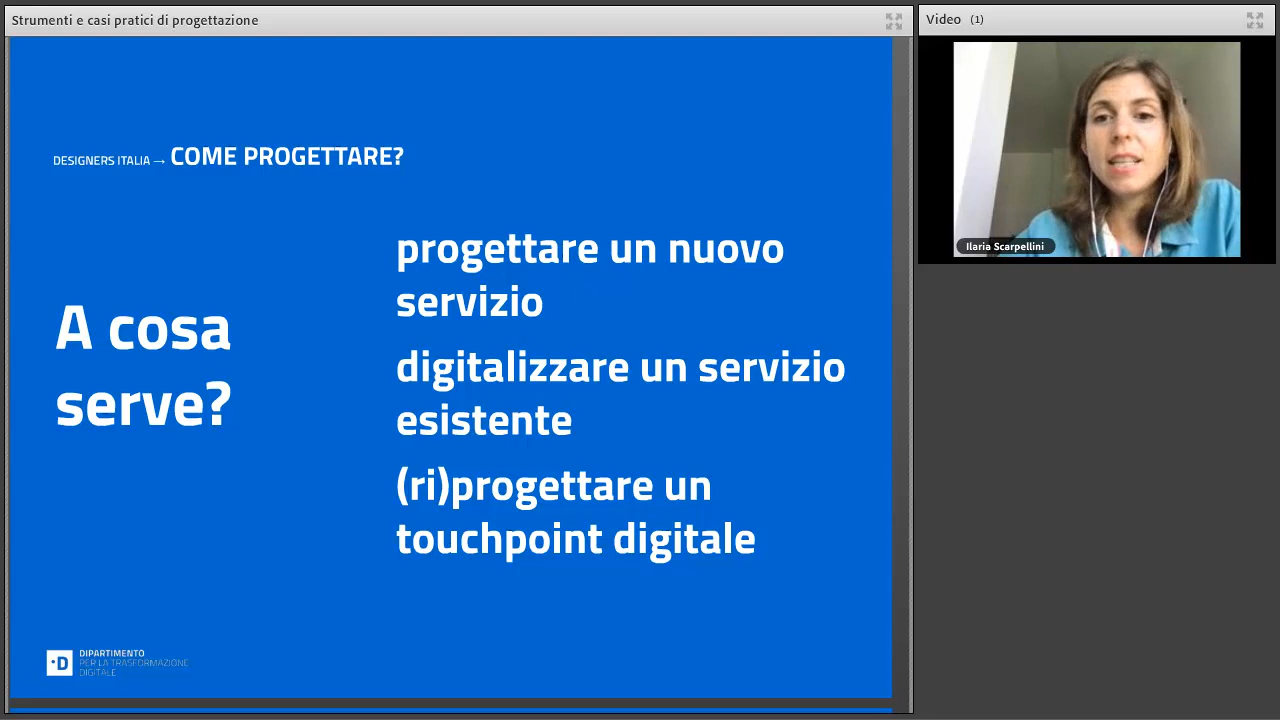 Strumenti e casi pratici di progettazione
Video (1)
DESIGNERS ITALIA → COME PROGETTARE?
A cosa
serve?
progettare un nuovo
servizio
digitalizzare un servizio
esistente
(ri)progettare un
touchpoint digitale
Ilaria Scarpellini
·D
DIPARTIMENTO
PER LA TRASFORMAZIONE
DIGITALE